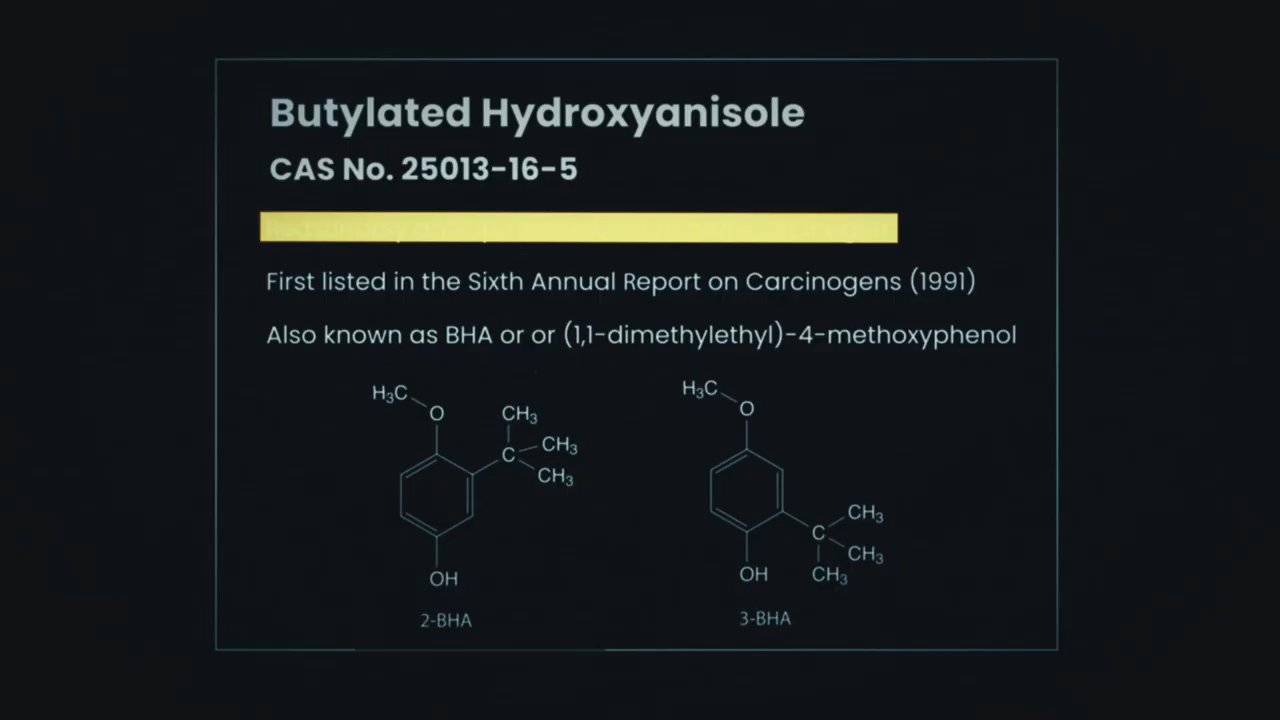 Butylated Hydroxyanisole
CAS No. 25013-16-5
First listed in the Sixth Annual Report on Carcinogens (1991)
Also known as BHA or or (1,1-dimethylethyl)-4-methoxyphenol
H₃C
O
CH₃
CH₃
C
CH₃
OH
2-BHA
H₃C
O
CH₃
C
CH₃
OH
CH₃
3-BHA